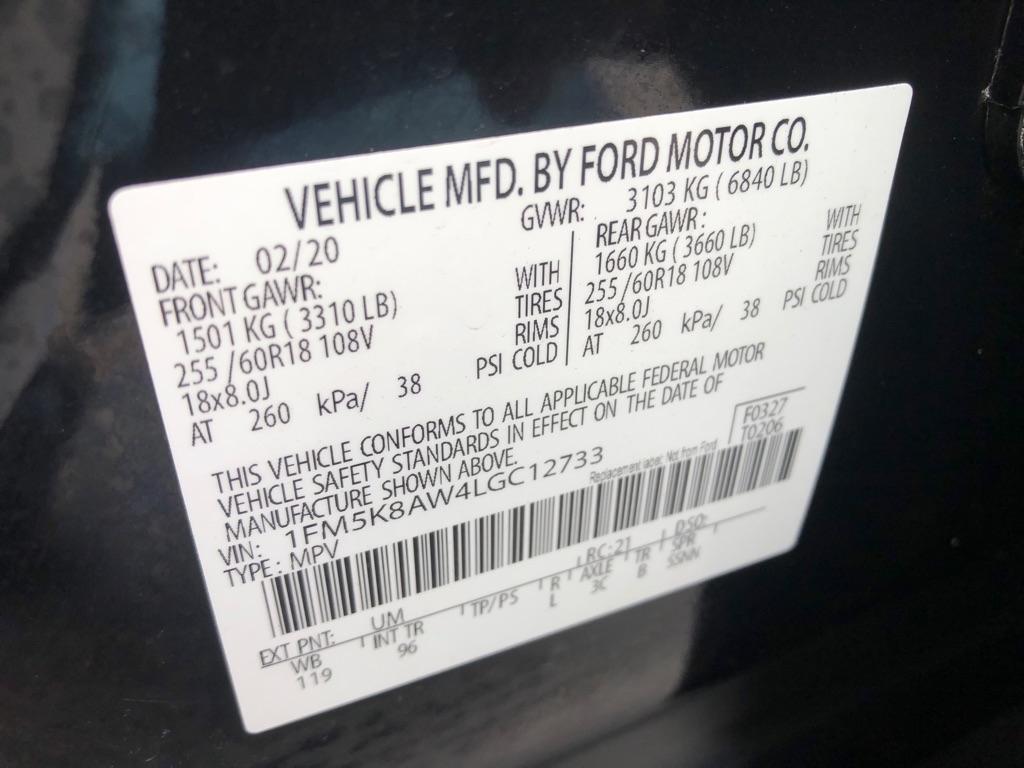 VEHICLE MFD. BY FORD MOTOR CO.
DATE: 02/20 GVWR: 3103 KG ( 6840 LB)
FRONT GAWR: REAR GAWR:
1501 KG ( 3310 LB) WITH 1660 KG ( 3660 LB) WITH
255 /60R18 108V TIRES 255 /60R18 108V TIRES
18x8.0J RIMS 18x8.0J RIMS
AT 260 kPa/ 38 PSI COLD AT 260 kPa/ 38 PSI COLD
THIS VEHICLE CONFORMS TO ALL APPLICABLE FEDERAL MOTOR
VEHICLE SAFETY STANDARDS IN EFFECT ON THE DATE OF
MANUFACTURE SHOWN ABOVE.
F0327
VIN: 1FM5K8AW4LGC12733 T0206
Replacement label: Not from Ford
TYPE: MPV
EXT PNT: UM RC: 21 DSO:
WB INT TR TP/PS R AXLE TR SPR
119 96 L 3C B SSNN